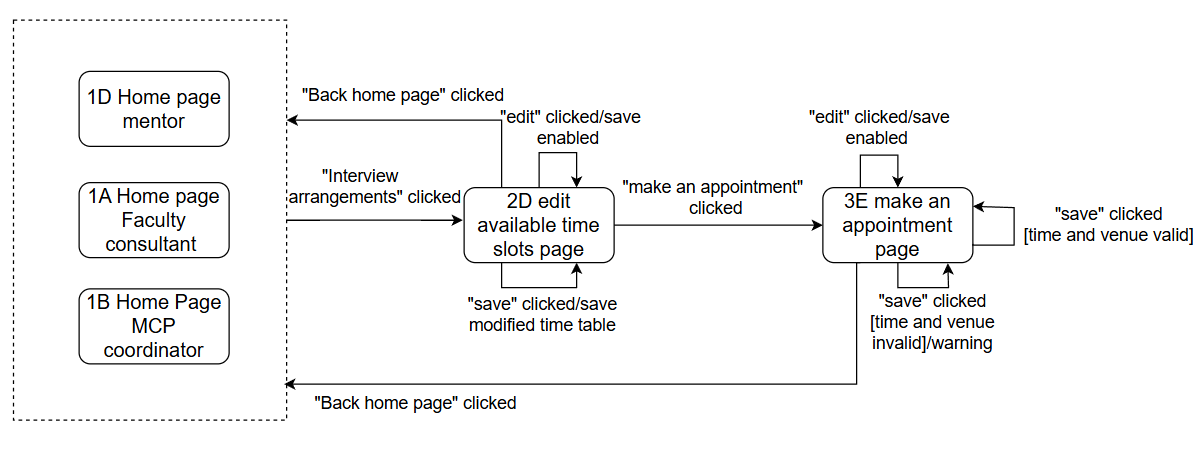 1D Home page
mentor
1A Home page
Faculty
consultant
1B Home Page
MCP
coordinator
"Back home page" clicked
"Interview
arrangements" clicked
"edit" clicked/save
enabled
2D edit
available time
slots page
"save" clicked/save
modified time table
"make an appointment"
clicked
"edit" clicked/save
enabled
3E make an
appointment
page
"save" clicked
[time and venue valid]
"save" clicked
[time and venue
invalid]/warning
"Back home page" clicked